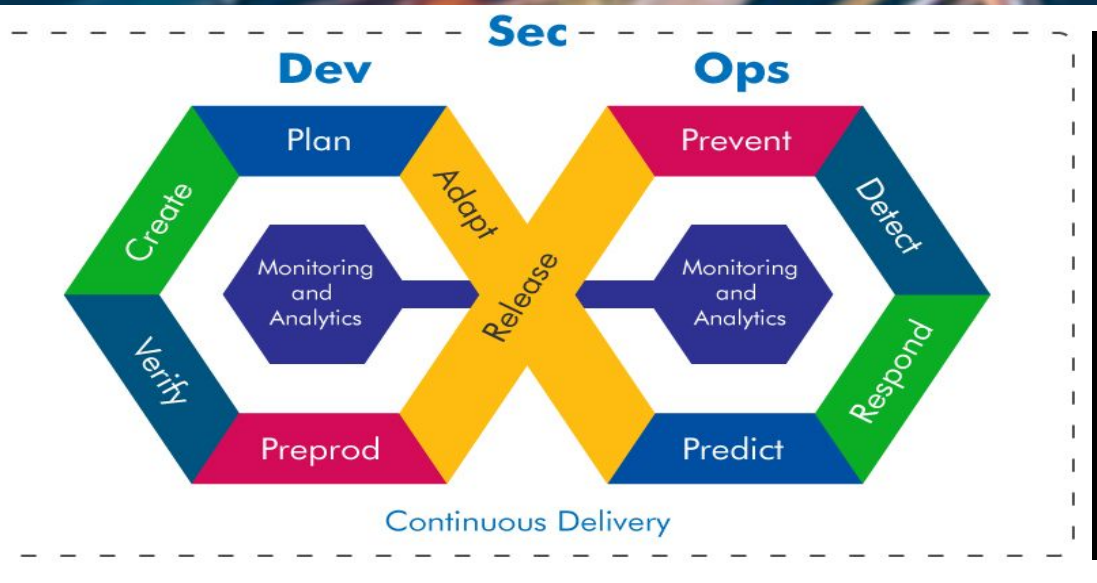 Sec
Dev
Ops
Plan
Prevent
Create
Adapt
Detect
Monitoring
and
Analytics
Release
Monitoring
and
Analytics
Verify
Respond
Preprod
Predict
Continuous Delivery